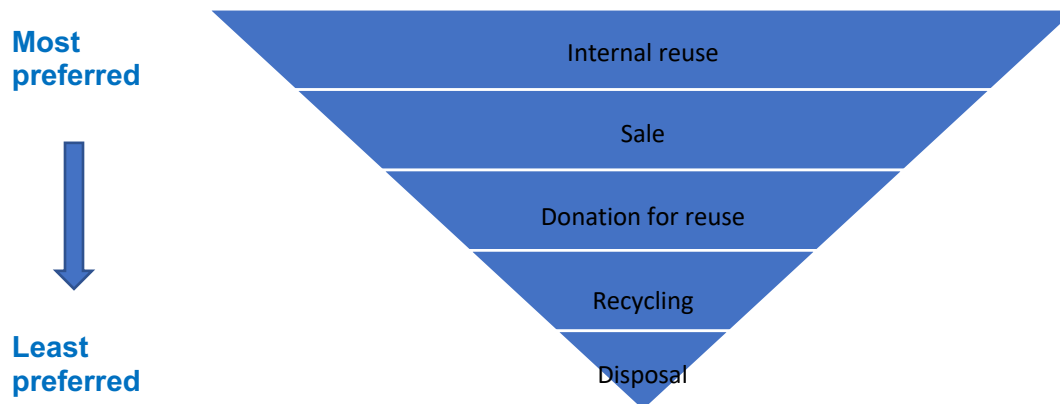 Most
preferred
Internal reuse
Sale
Donation for reuse
Recycling
Least
preferred
Disposal